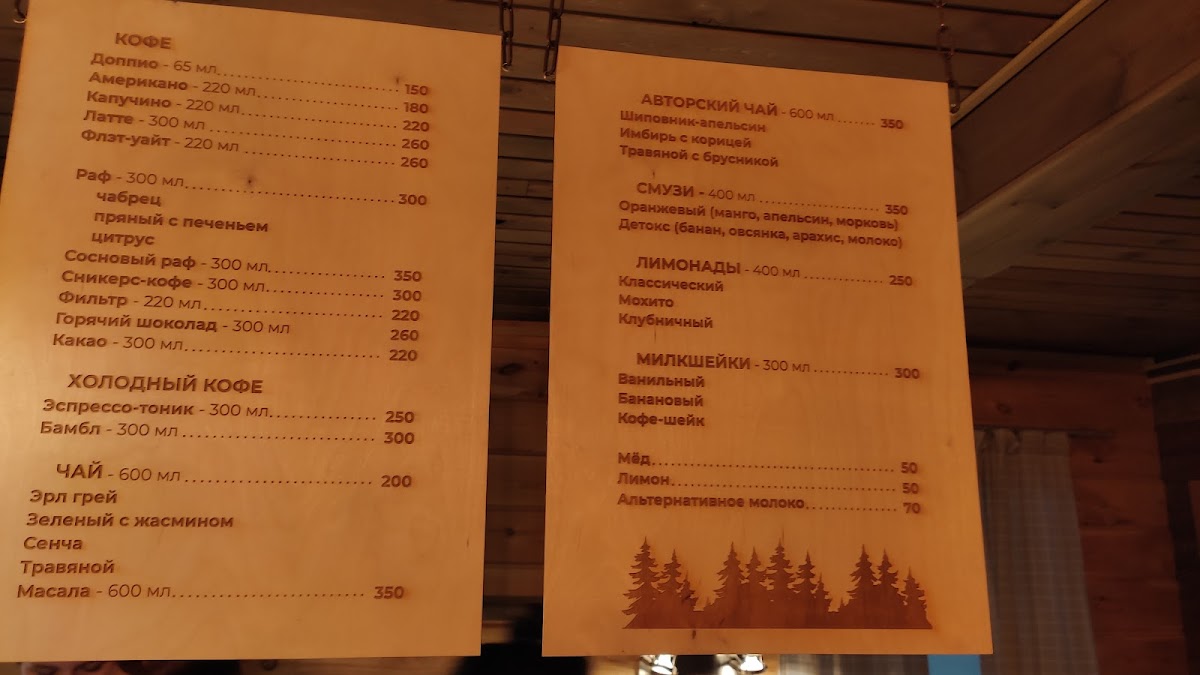 КОФЕ
Доппио - 65 мл........................150
Американо - 220 мл........................180
Капучино - 220 мл........................220
Латте - 300 мл........................260
Флэт-уайт - 220 мл........................260
Раф - 300 мл........................300
чабрец
пряный с печеньем
цитрус
Сосновый раф - 300 мл........................350
Сникерс-кофе - 300 мл........................300
Фильтр - 220 мл........................220
Горячий шоколад - 300 мл 260
Какао - 300 мл........................220
ХОЛОДНЫЙ КОФЕ
Эспрессо-тоник - 300 мл........................250
Бамбл - 300 мл........................300
ЧАЙ - 600 мл........................200
Эрл грей
Зеленый с жасмином
Сенча
Травяной
Масала - 600 мл........................350
АВТОРСКИЙ ЧАЙ - 600 мл.......350
Шиповник-апельсин
Имбирь с корицей
Травяной с брусникой
СМУЗИ - 400 мл........................350
Оранжевый (манго, апельсин, морковь)
Детокс (банан, овсянка, арахис, молоко)
ЛИМОНАДЫ - 400 мл.............250
Классический
Мохито
Клубничный
МИЛКШЕЙКИ - 300 мл.............300
Ванильный
Банановый
Кофе-шейк
Мёд........................50
Лимон........................50
Альтернативное молоко.............70